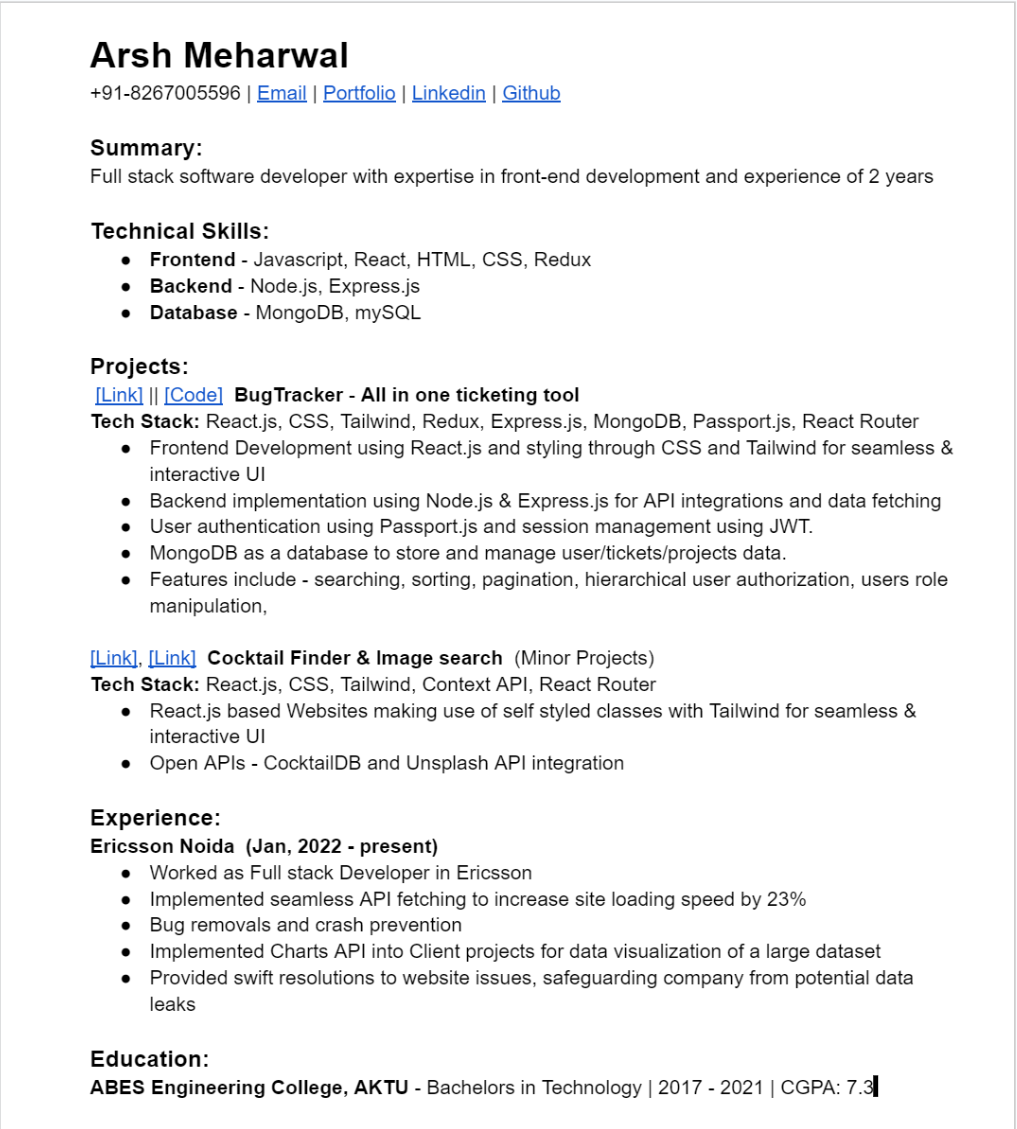 Arsh Meharwal
+91-8267005596 | Email | Portfolio | Linkedin | Github
Summary:
Full stack software developer with expertise in front-end development and experience of 2 years
Technical Skills:
● Frontend - Javascript, React, HTML, CSS, Redux
● Backend - Node.js, Express.js
● Database - MongoDB, mySQL
Projects:
[Link] || [Code] BugTracker - All in one ticketing tool
Tech Stack: React.js, CSS, Tailwind, Redux, Express.js, MongoDB, Passport.js, React Router
● Frontend Development using React.js and styling through CSS and Tailwind for seamless &
interactive UI
● Backend implementation using Node.js & Express.js for API integrations and data fetching
● User authentication using Passport.js and session management using JWT.
● MongoDB as a database to store and manage user/tickets/projects data.
● Features include - searching, sorting, pagination, hierarchical user authorization, users role
manipulation,
[Link], [Link] Cocktail Finder & Image search (Minor Projects)
Tech Stack: React.js, CSS, Tailwind, Context API, React Router
● React.js based Websites making use of self styled classes with Tailwind for seamless &
interactive UI
● Open APIs - CocktailDB and Unsplash API integration
Experience:
Ericsson Noida (Jan, 2022 - present)
● Worked as Full stack Developer in Ericsson
● Implemented seamless API fetching to increase site loading speed by 23%
● Bug removals and crash prevention
● Implemented Charts API into Client projects for data visualization of a large dataset
● Provided swift resolutions to website issues, safeguarding company from potential data
leaks
Education:
ABES Engineering College, AKTU - Bachelors in Technology | 2017 - 2021 | CGPA: 7.3